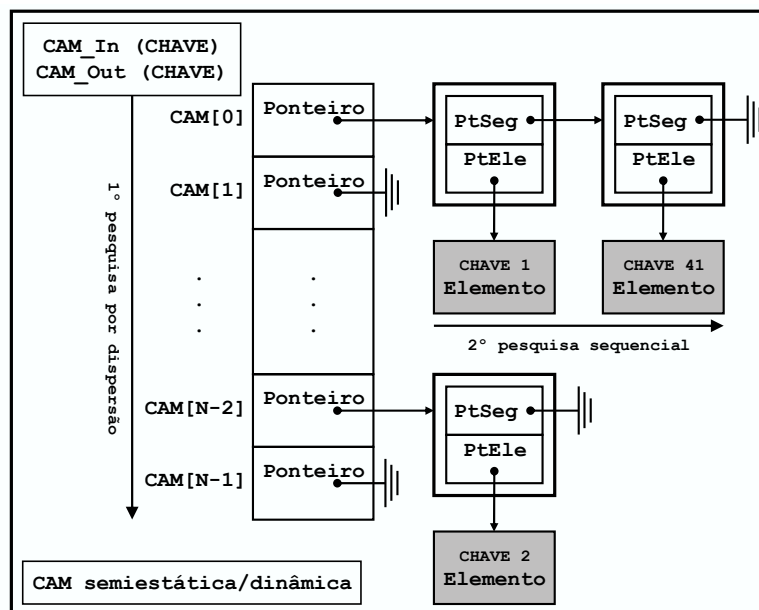 CAM_In (CHAVE)
CAM_Out (CHAVE)
1º pesquisa por dispersão
CAM[0]
Ponteiro
PtSeg
PtEle
PtSeg
PtEle
CAM[1]
Ponteiro
CHAVE 1
Elemento
CHAVE 41
Elemento
. .
. .
. .
2º pesquisa sequencial
CAM[N-2]
Ponteiro
PtSeg
PtEle
CAM[N-1]
Ponteiro
CHAVE 2
Elemento
CAM semiestática/dinâmica